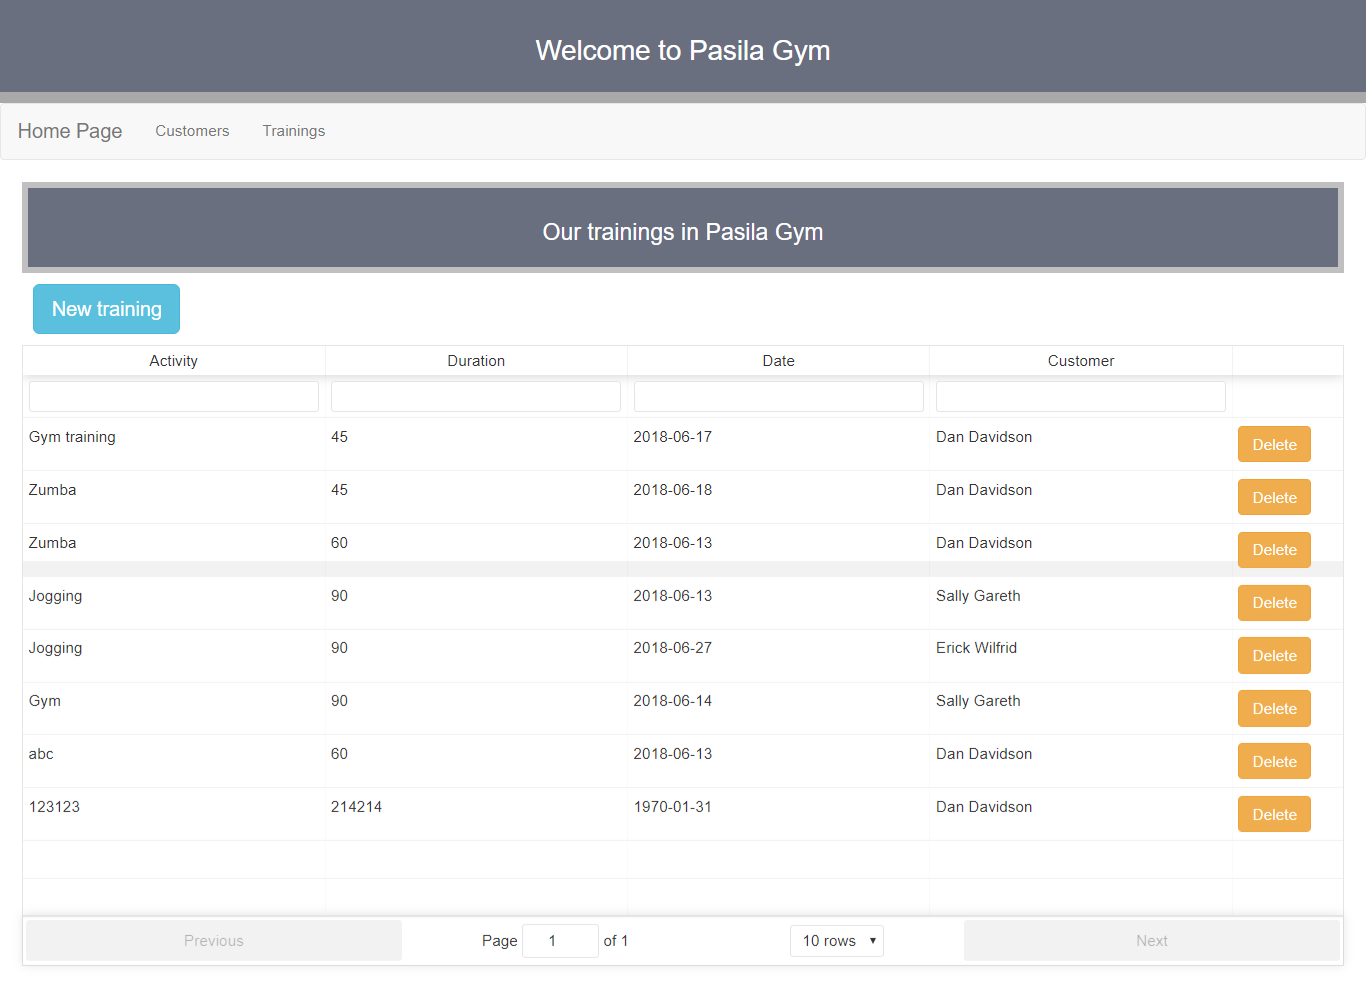 Welcome to Pasila Gym
Home Page Customers Trainings
Our trainings in Pasila Gym
New training
Activity Duration Date Customer
Gym training 45 2018-06-17 Dan Davidson Delete
Zumba 45 2018-06-18 Dan Davidson Delete
Zumba 60 2018-06-13 Dan Davidson Delete
Jogging 90 2018-06-13 Sally Gareth Delete
Jogging 90 2018-06-27 Erick Wilfrid Delete
Gym 90 2018-06-14 Sally Gareth Delete
abc 60 2018-06-13 Dan Davidson Delete
123123 214214 1970-01-31 Dan Davidson Delete
Previous Page 1 of 1 10 rows Next